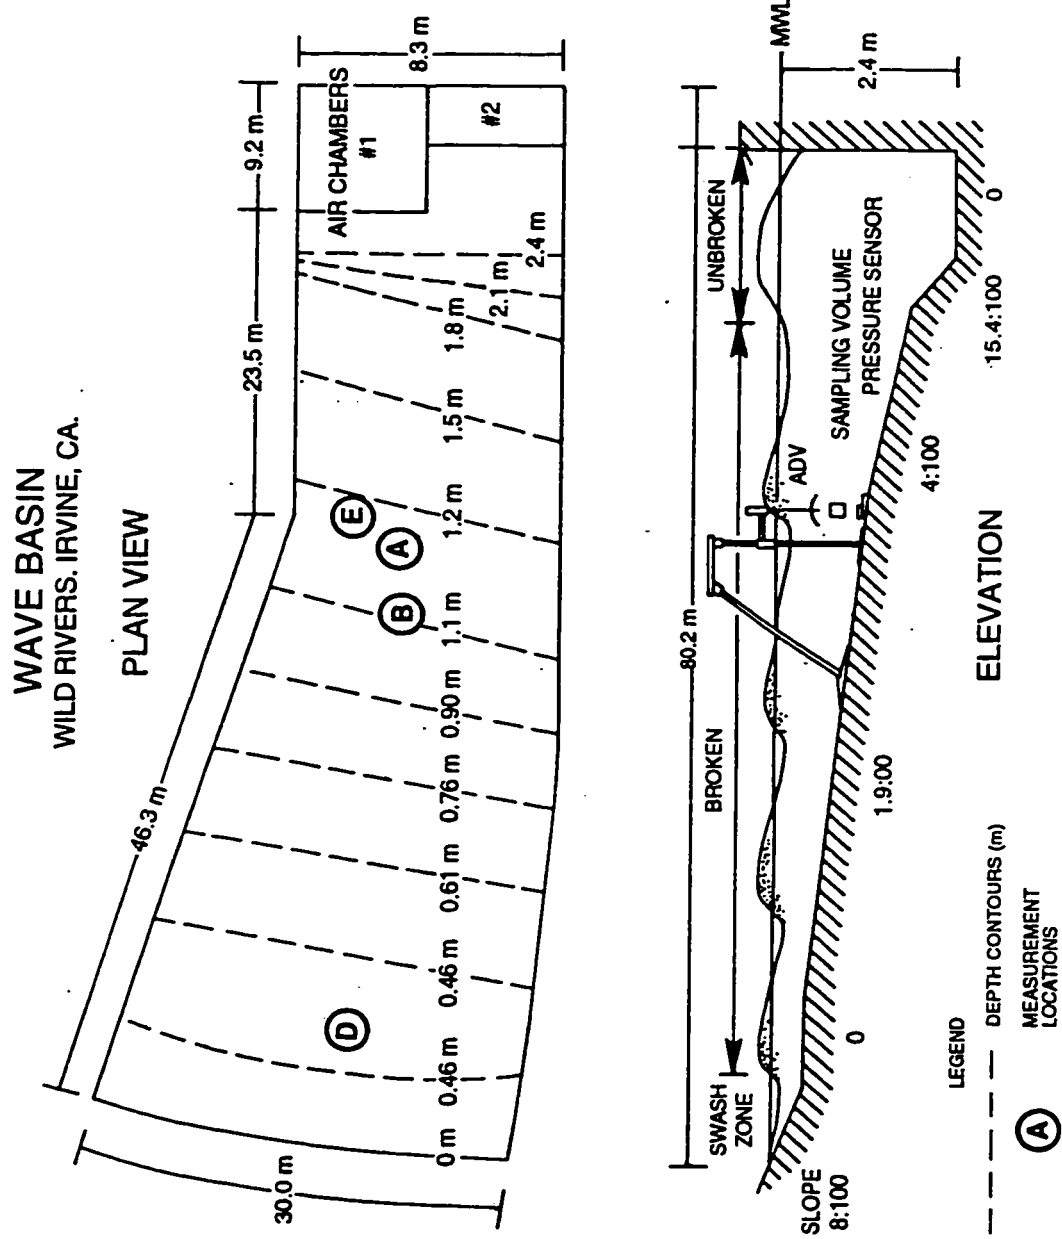 WAVE BASIN
WILD RIVERS. IRVINE, CA.
PLAN VIEW
46.3 m
23.5 m
9.2 m
8.3 m
30.0 m
AIR CHAMBERS
#1
#2
0 m
0.46 m
0.46 m
0.61 m
0.76 m
0.90 m
1.1 m
1.2 m
1.5 m
1.8 m
2.1 m
2.4 m
D
B
A
E
80.2 m
SWASH
ZONE
BROKEN
UNBROKEN
MWL
2.4 m
ADV
SAMPLING VOLUME
PRESSURE SENSOR
SLOPE
8:100
0
1.9:00
4:100
15.4:100
0
ELEVATION
LEGEND
DEPTH CONTOURS (m)
A
MEASUREMENT
LOCATIONS